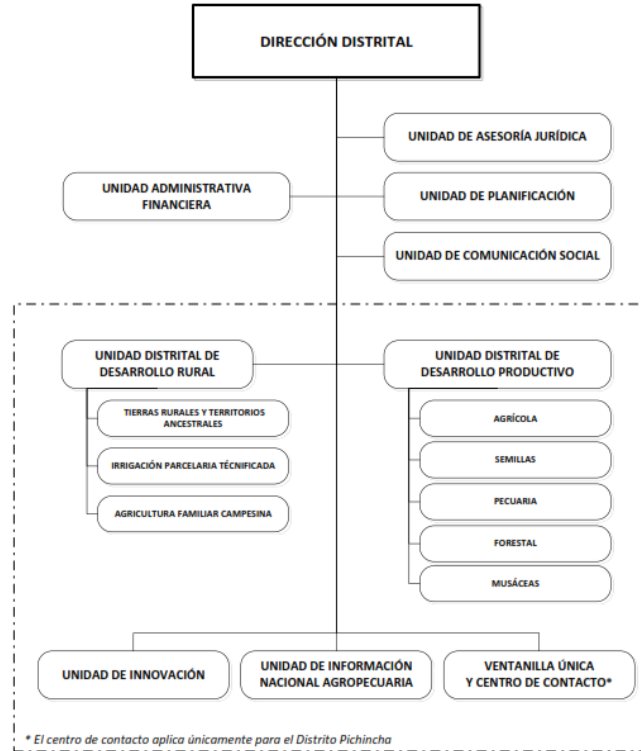 DIRECCIÓN DISTRITAL
UNIDAD DE ASESORÍA JURÍDICA
UNIDAD ADMINISTRATIVA
FINANCIERA
UNIDAD DE PLANIFICACIÓN
UNIDAD DE COMUNICACIÓN SOCIAL
UNIDAD DISTRITAL DE
DESARROLLO RURAL
TIERRAS RURALES Y TERRITORIOS
ANCESTRALES
IRRIGACIÓN PARCELARIA TÉCNIFICADA
AGRICULTURA FAMILIAR CAMPESINA
UNIDAD DISTRITAL DE
DESARROLLO PRODUCTIVO
AGRÍCOLA
SEMILLAS
PECUARIA
FORESTAL
MUSÁCEAS
UNIDAD DE INNOVACIÓN
UNIDAD DE INFORMACIÓN
NACIONAL AGROPECUARIA
VENTANILLA ÚNICA
Y CENTRO DE CONTACTO*
* El centro de contacto aplica únicamente para el Distrito Pichincha